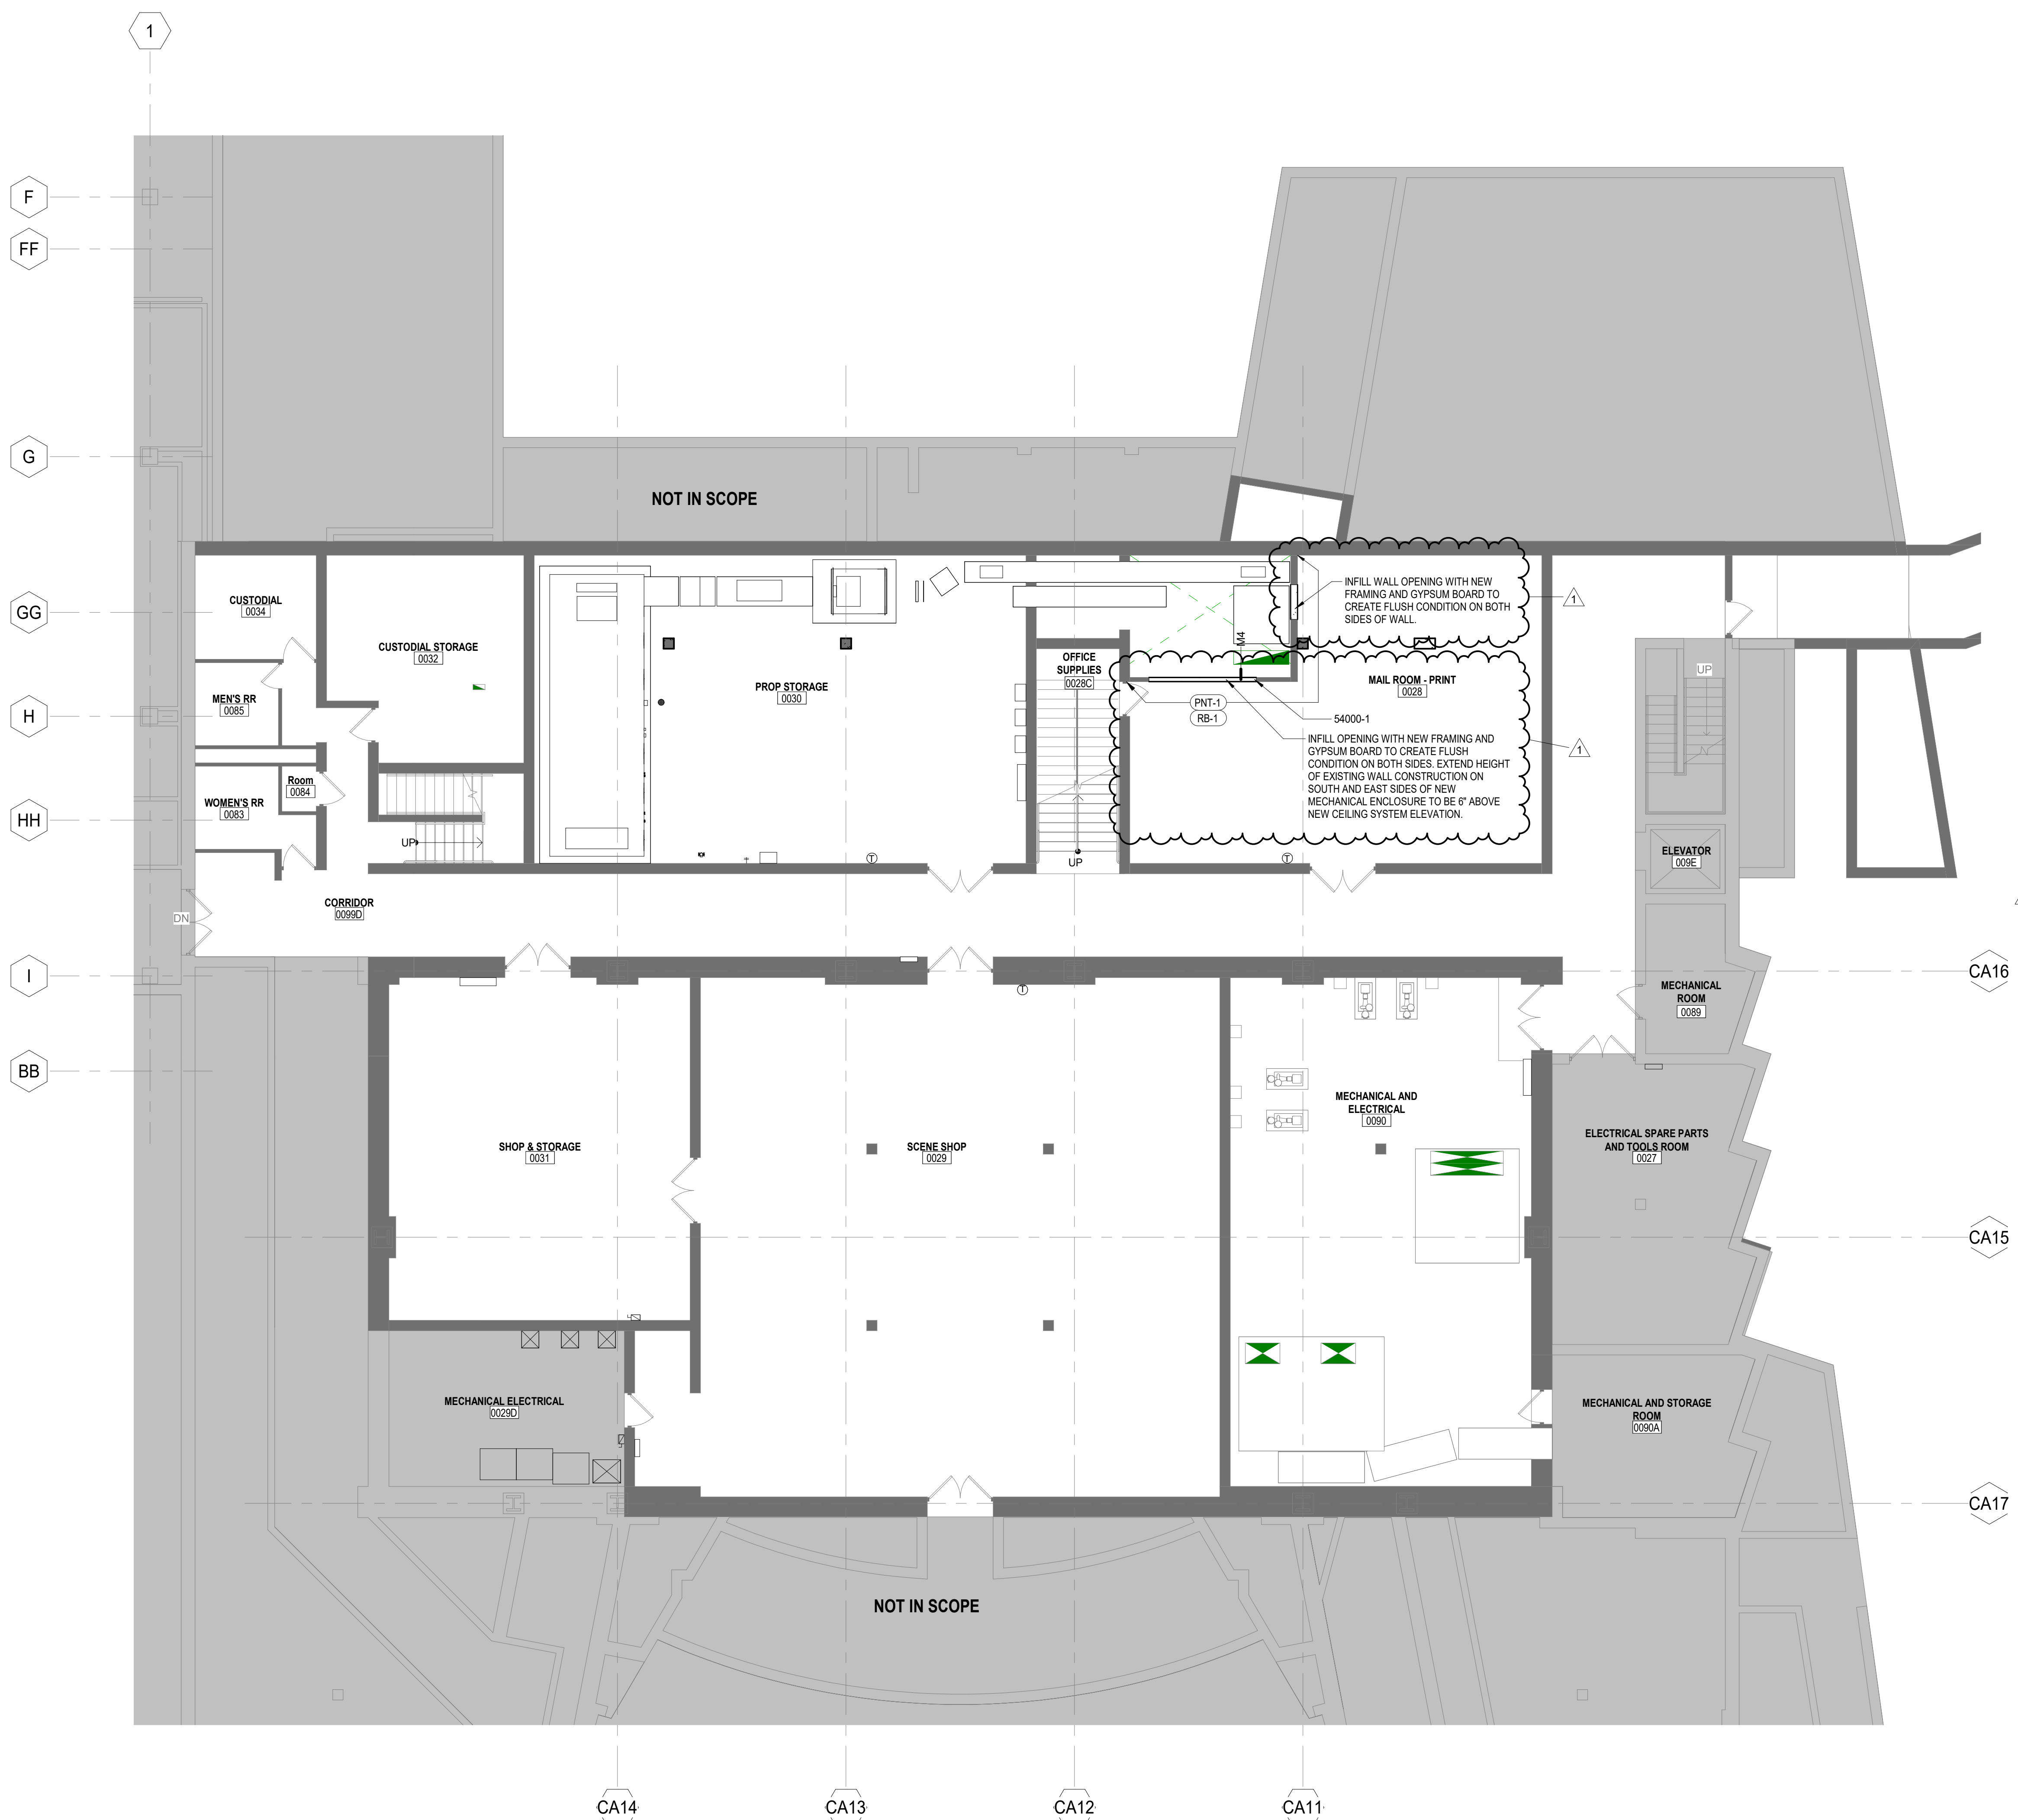 1
F
FF
G
NOT IN SCOPE
GG
CUSTODIAL
0034
CUSTODIAL STORAGE
0032
INFILL WALL OPENING WITH NEW
FRAMING AND GYPSUM BOARD TO
CREATE FLUSH CONDITION ON BOTH
SIDES OF WALL.
1
M4
OFFICE
SUPPLIES
0028C
MAIL ROOM - PRINT
0028
UP
H
MEN'S RR
0085
PROP STORAGE
0030
PNT-1
RB-1
54000-1
INFILL OPENING WITH NEW FRAMING AND
GYPSUM BOARD TO CREATE FLUSH
CONDITION ON BOTH SIDES. EXTEND HEIGHT
OF EXISTING WALL CONSTRUCTION ON
SOUTH AND EAST SIDES OF NEW
MECHANICAL ENCLOSURE TO BE 6" ABOVE
NEW CEILING SYSTEM ELEVATION.
1
Room
0084
WOMEN'S RR
0083
HH
UP
UP
T
T
ELEVATOR
009E
CORRIDOR
0099D
DN
I
CA16
T
MECHANICAL
ROOM
0089
BB
MECHANICAL AND
ELECTRICAL
0090
SHOP & STORAGE
0031
SCENE SHOP
0029
ELECTRICAL SPARE PARTS
AND TOOLS ROOM
0027
CA15
MECHANICAL ELECTRICAL
0029D
MECHANICAL AND STORAGE
ROOM
0090A
CA17
NOT IN SCOPE
CA14
CA13
CA12
CA11